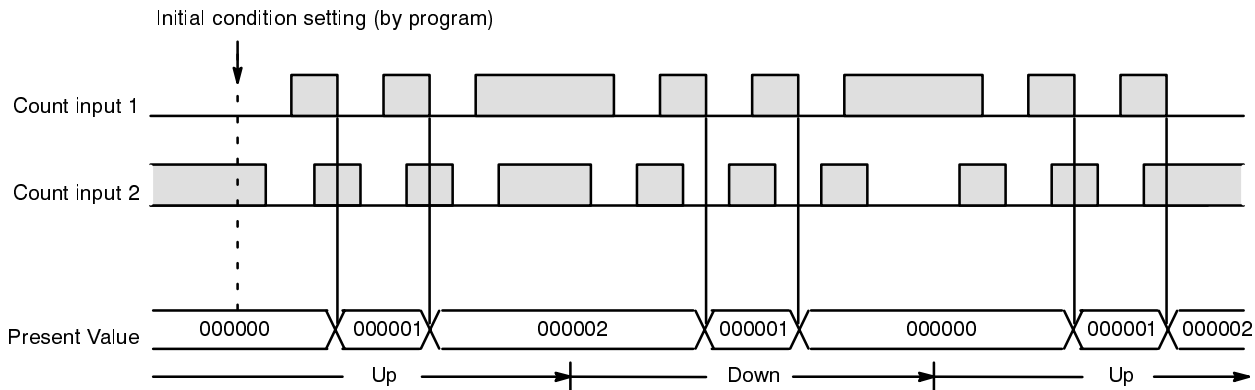 Initial condition setting (by program)
Count input 1
Count input 2
Present Value
000000 000001 000002 000001 000000 000001 000002
Up Down Up